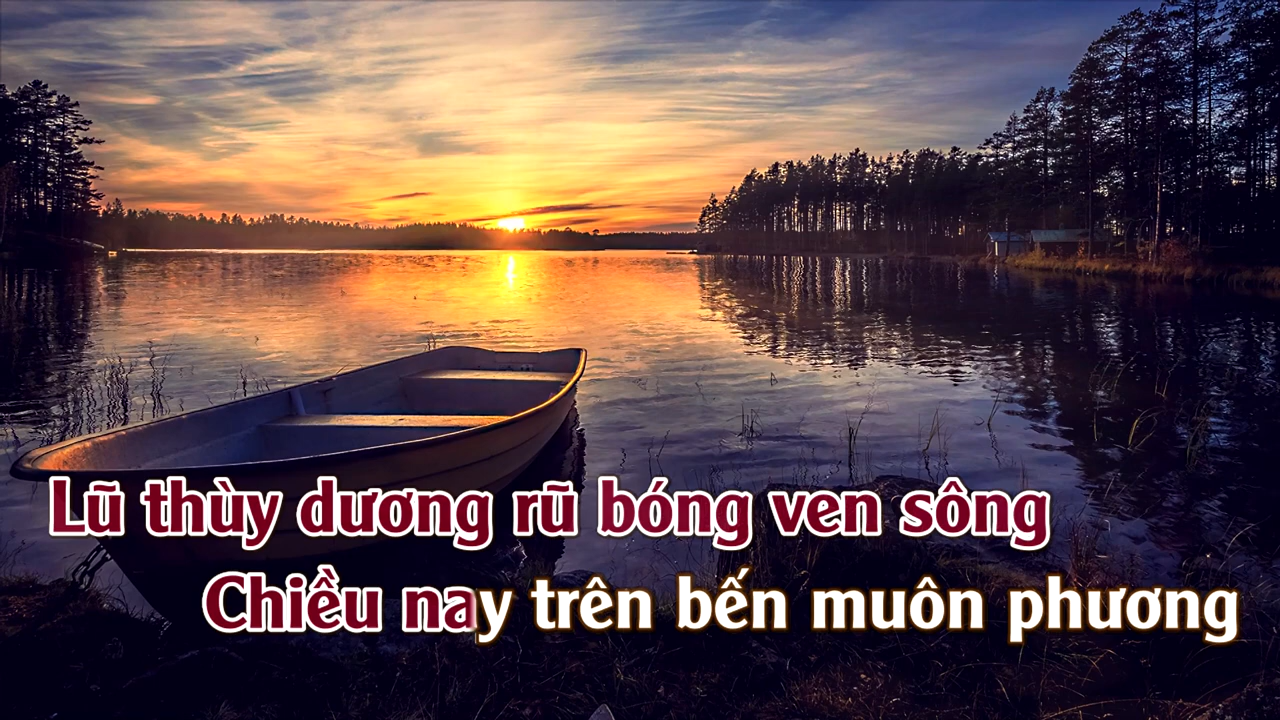 Lũ thùy dương rũ bóng ven sông
Chiều nay trên bến muôn phương